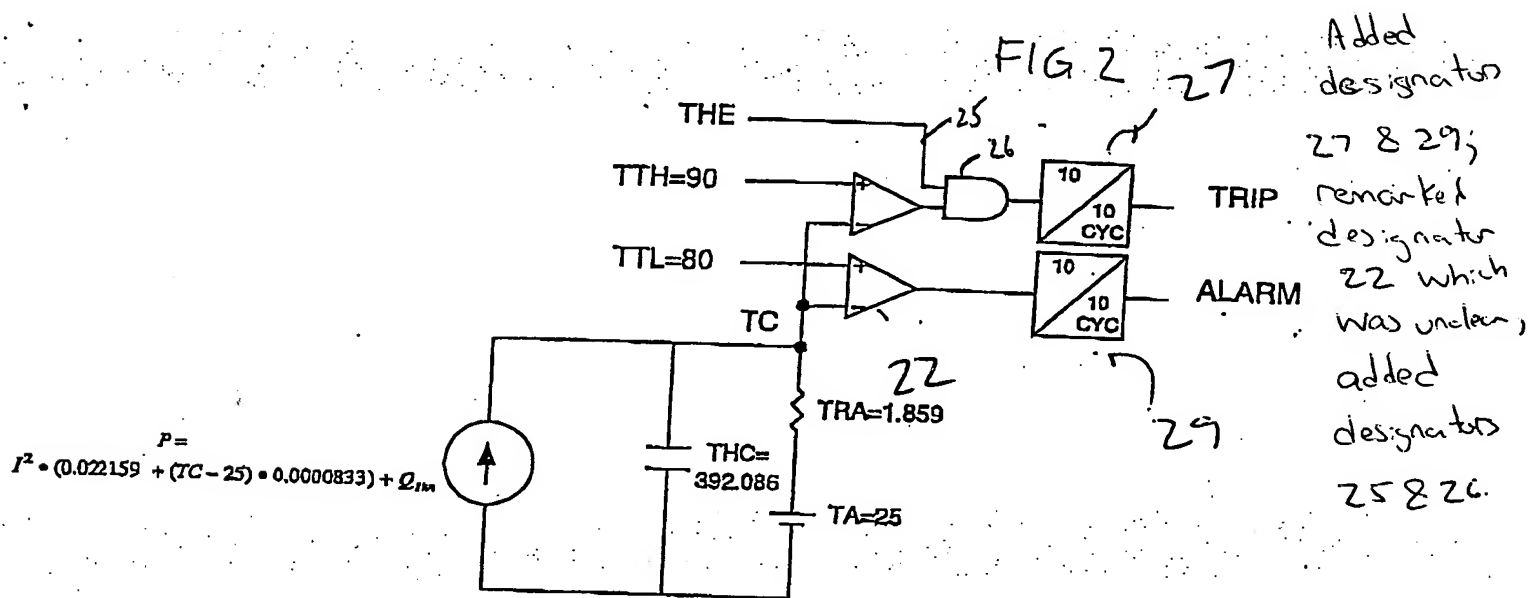 FIG 2
27
Added
designators
27 & 29;
remarked
designator
22 which
was unclear,
added
designators
25 & 26.
THE
25
26
TTH=90
+
−
10
10
CYC
TRIP
TTL=80
+
−
10
10
CYC
ALARM
TC
22
29
TRA=1.859
THC=
392.086
TA=25
P=
I² • (0.022159 + (TC − 25) • 0.0000833) +